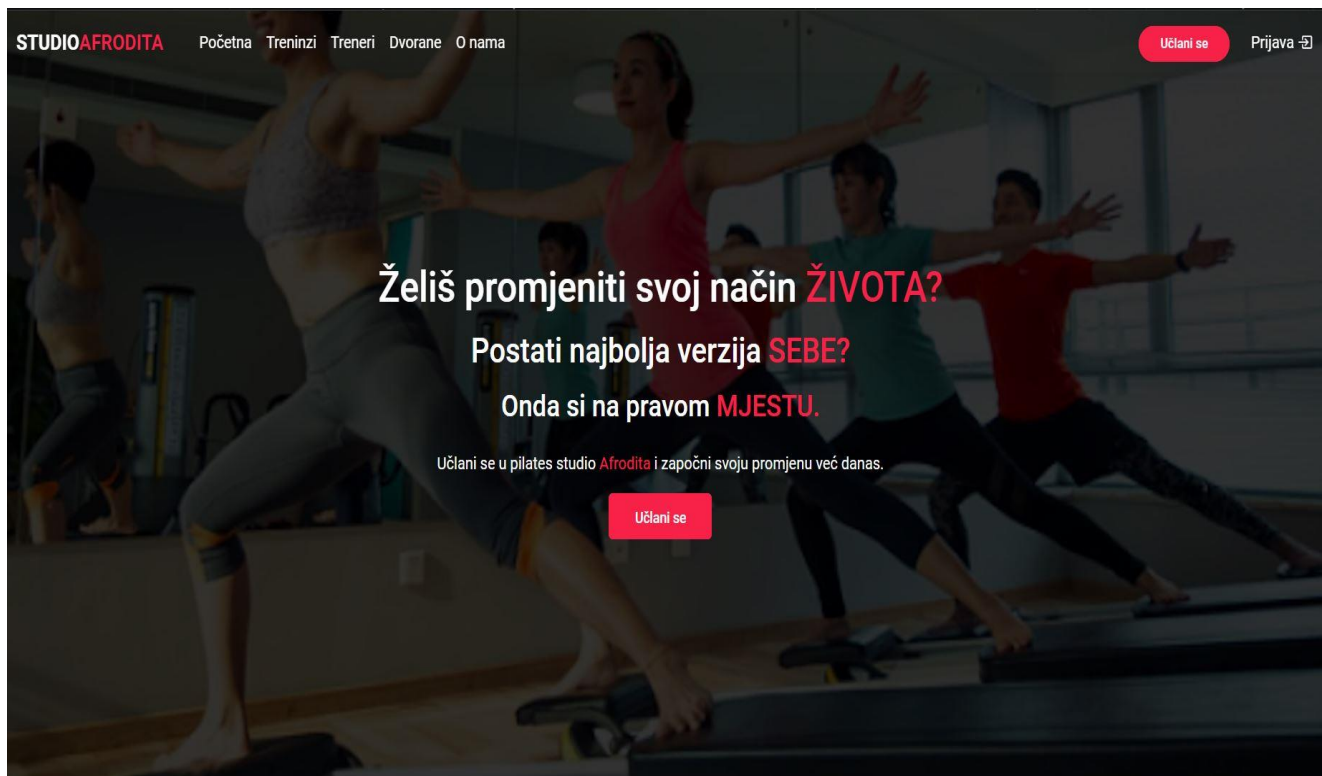 STUDIOAFRODITA Početna Treninzi Treneri Dvorane O nama Učlani se Prijava
Želiš promjeniti svoj način ŽIVOTA?
Postati najbolja verzija SEBE?
Onda si na pravom MJESTU.
Učlani se u pilates studio Afrodita i započni svoju promjenu već danas.
Učlani se